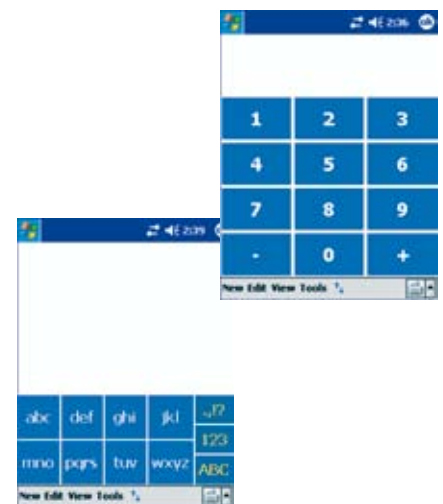 2:36 ok
1 2 3
4 5 6
7 8 9
- 0 +
New Edit View Tools
2:39
abc def ghi jkl .,!?
123
mno pqrs tuv wxyz ABC
New Edit View Tools